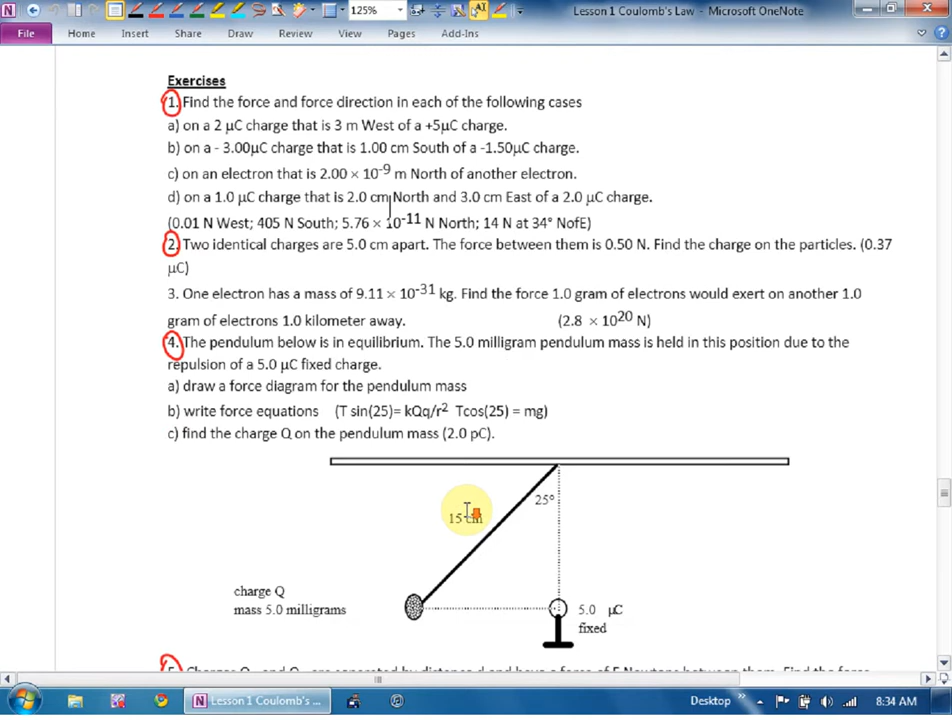 125%
Lesson 1 Coulomb's Law - Microsoft OneNote
File Home Insert Share Draw Review View Pages Add-Ins
Exercises
1. Find the force and force direction in each of the following cases
a) on a 2 μC charge that is 3 m West of a +5μC charge.
b) on a - 3.00μC charge that is 1.00 cm South of a -1.50μC charge.
c) on an electron that is 2.00 × 10-9 m North of another electron.
d) on a 1.0 μC charge that is 2.0 cm North and 3.0 cm East of a 2.0 μC charge.
(0.01 N West; 405 N South; 5.76 × 10-11 N North; 14 N at 34° NofE)
2. Two identical charges are 5.0 cm apart. The force between them is 0.50 N. Find the charge on the particles. (0.37
μC)
3. One electron has a mass of 9.11 × 10-31 kg. Find the force 1.0 gram of electrons would exert on another 1.0
gram of electrons 1.0 kilometer away. (2.8 × 1020 N)
4. The pendulum below is in equilibrium. The 5.0 milligram pendulum mass is held in this position due to the
repulsion of a 5.0 μC fixed charge.
a) draw a force diagram for the pendulum mass
b) write force equations (T sin(25)= kQq/r2 Tcos(25) = mg)
c) find the charge Q on the pendulum mass (2.0 pC).
25°
15 cm
charge Q
mass 5.0 milligrams
5.0 μC
fixed
Lesson 1 Coulomb's ...
Desktop
8:34 AM